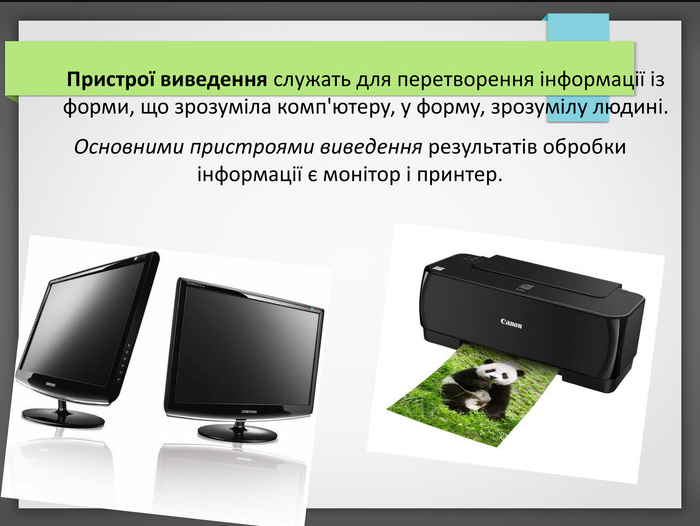 Пристрої виведення служать для перетворення інформації із
форми, що зрозуміла комп'ютеру, у форму, зрозумілу людині.
Основними пристроями виведення результатів обробки
інформації є монітор і принтер.
Canon
SAMSUNG
SAMSUNG